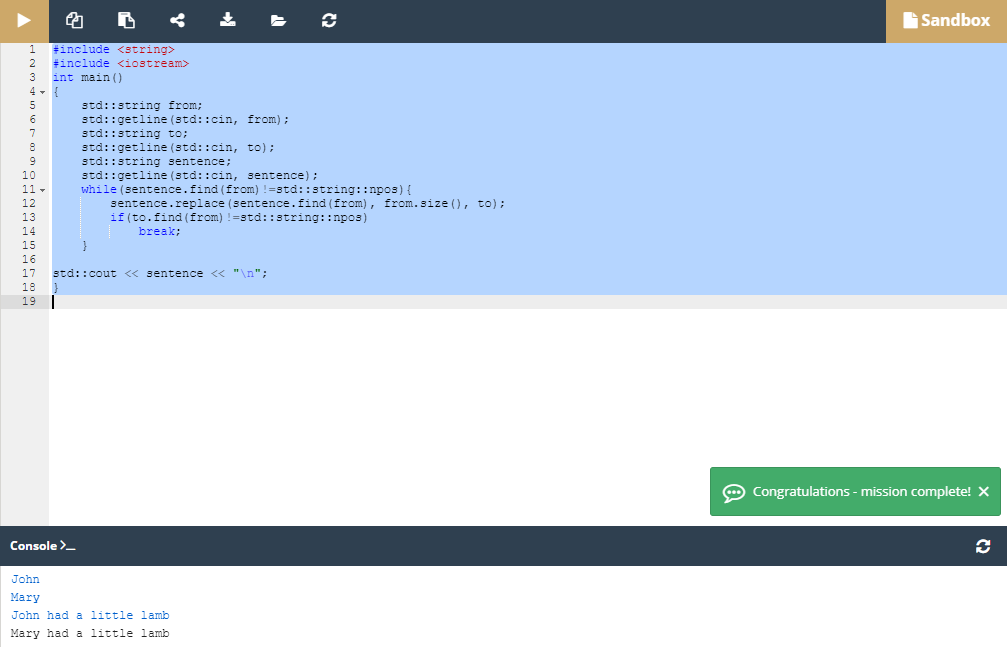 Sandbox
1 #include <string>
2 #include <iostream>
3 int main()
4 {
5     std::string from;
6     std::getline(std::cin, from);
7     std::string to;
8     std::getline(std::cin, to);
9     std::string sentence;
10     std::getline(std::cin, sentence);
11     while(sentence.find(from)!=std::string::npos){
12         sentence.replace(sentence.find(from), from.size(), to);
13         if(to.find(from)!=std::string::npos)
14             break;
15     }
16
17 std::cout << sentence << "\n";
18 }
19
Congratulations - mission complete! ×
Console >_
John
Mary
John had a little lamb
Mary had a little lamb